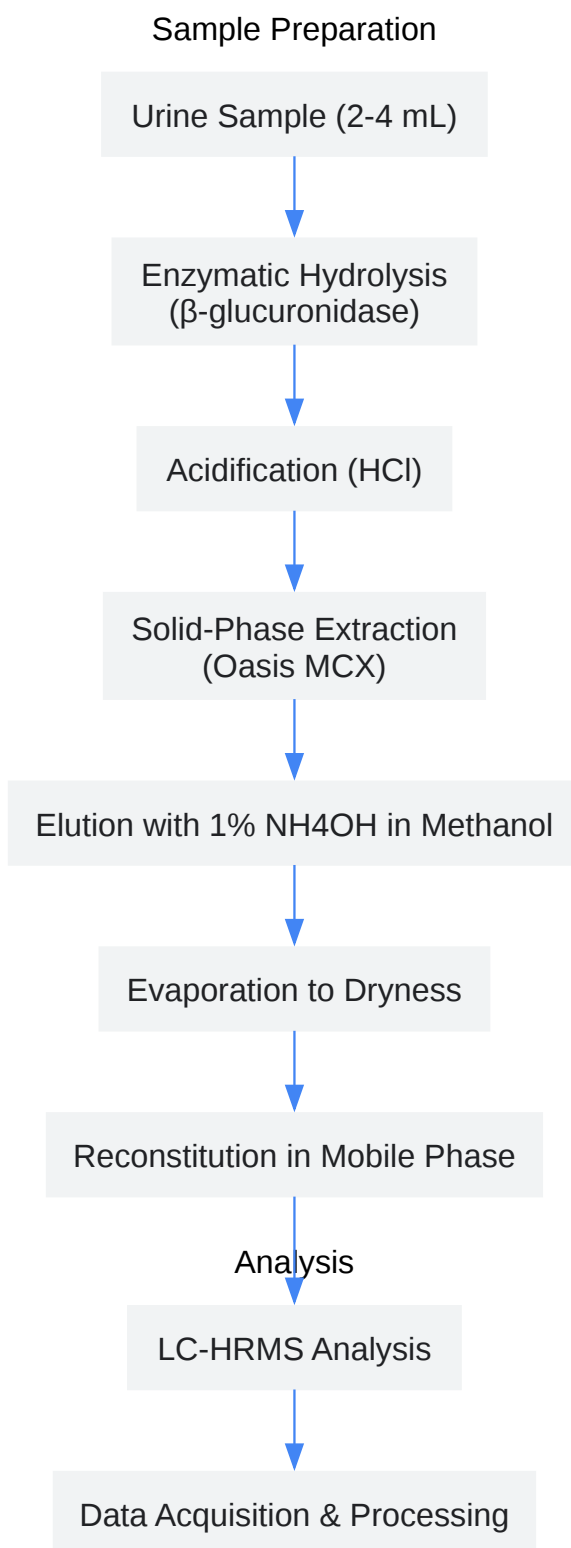 Sample Preparation
Urine Sample (2-4 mL)
Enzymatic Hydrolysis
(β-glucuronidase)
Acidification (HCl)
Solid-Phase Extraction
(Oasis MCX)
Elution with 1% NH4OH in Methanol
Evaporation to Dryness
Reconstitution in Mobile Phase
Analysis
LC-HRMS Analysis
Data Acquisition & Processing